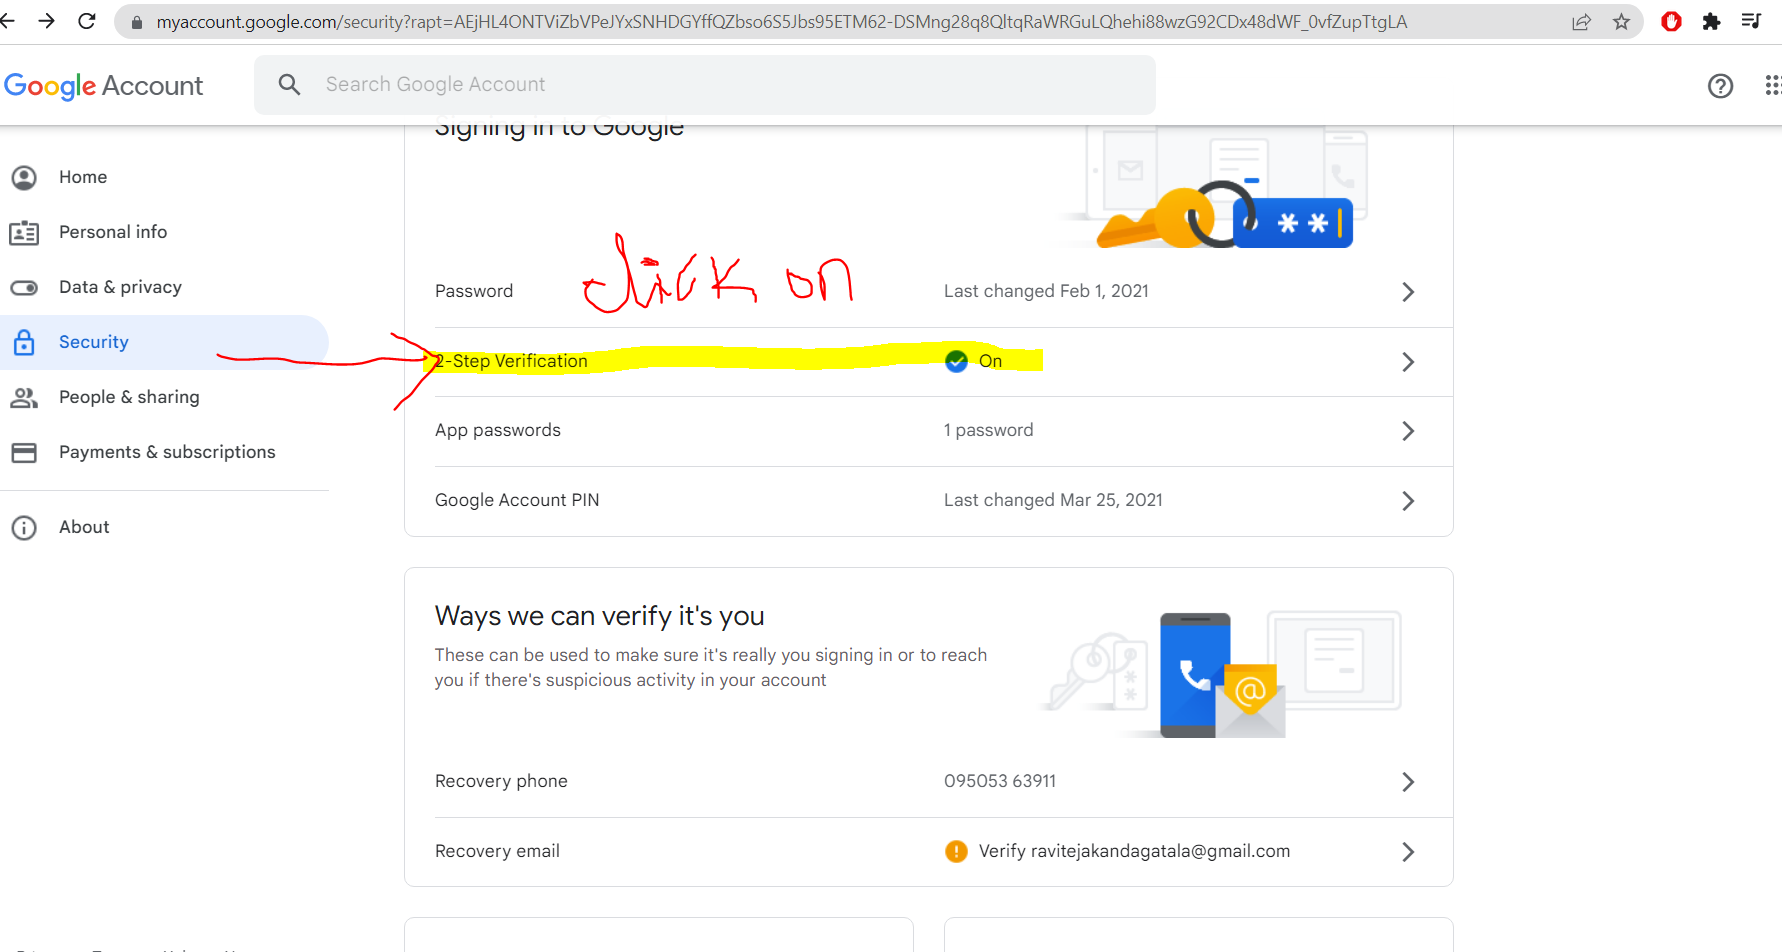 myaccount.google.com/security?rapt=AEjHL4ONTViZbVPeJYxSNHDGYffQZbso6S5Jbs95ETM62-DSMng28q8QltqRaWRGuLQhehi88wzG92CDx48dWF_0vfZupTtgLA
Google Account
Search Google Account
Signing in to Google
Home
Personal info
Data & privacy
Security
People & sharing
Payments & subscriptions
About
click on
Password Last changed Feb 1, 2021
2-Step Verification On
App passwords 1 password
Google Account PIN Last changed Mar 25, 2021
Ways we can verify it's you
These can be used to make sure it's really you signing in or to reach
you if there's suspicious activity in your account
Recovery phone 095053 63911
Recovery email Verify ravitejakandagatala@gmail.com